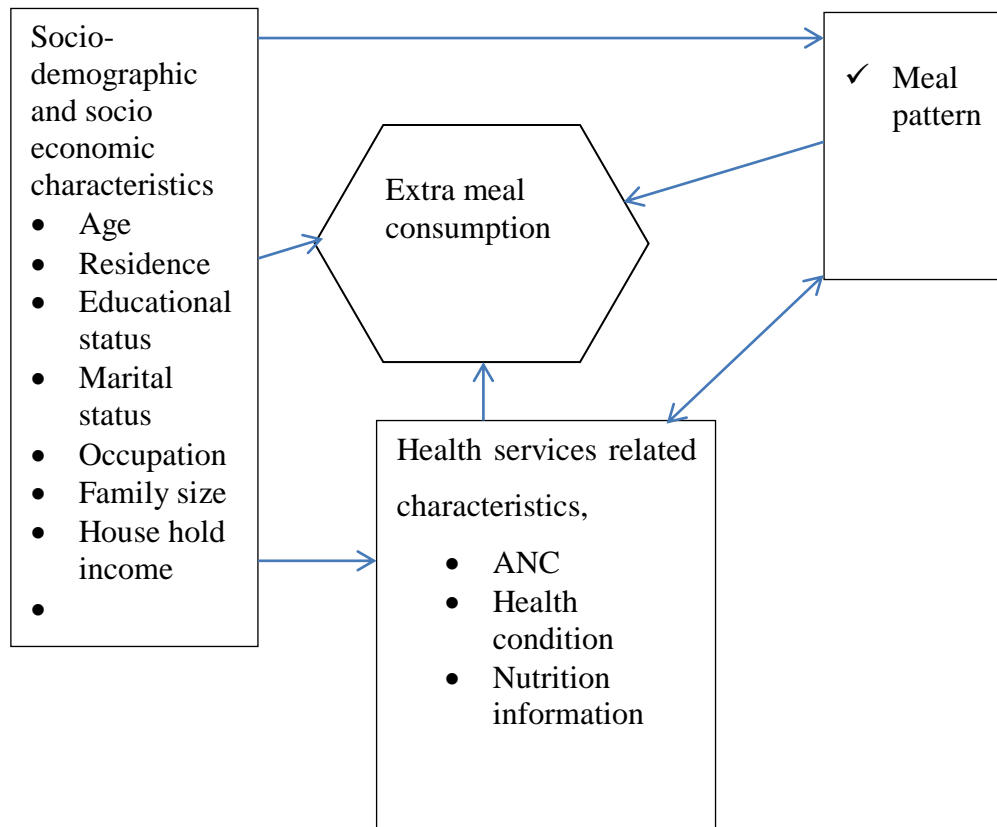 Socio-
demographic
and socio
economic
characteristics
• Age
• Residence
• Educational
status
• Marital
status
• Occupation
• Family size
• House hold
income
•
Extra meal
consumption
✓ Meal
pattern
Health services related
characteristics,
• ANC
• Health
condition
• Nutrition
information